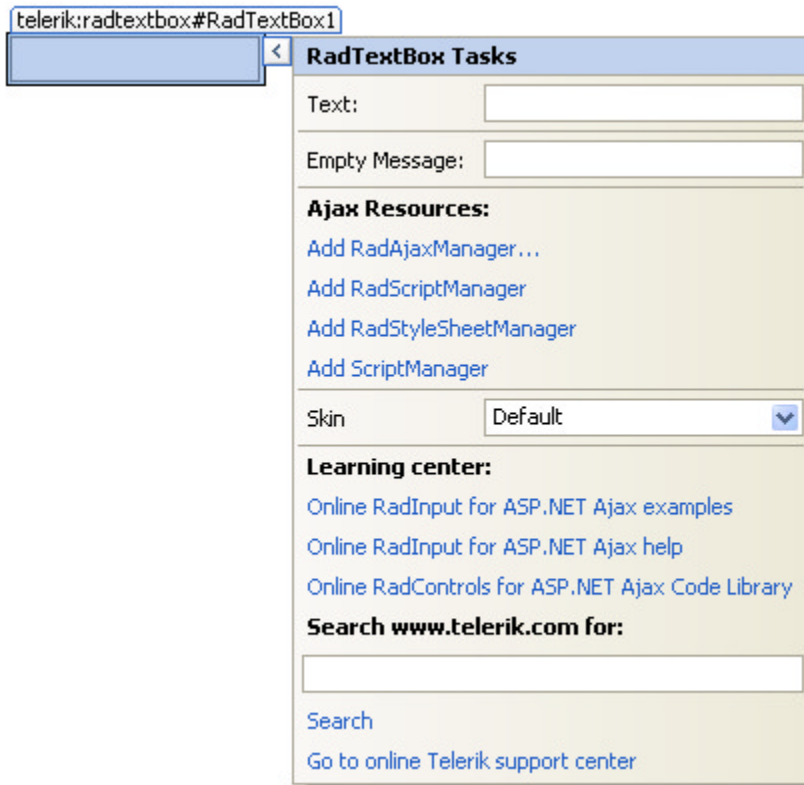 telerik:radtextbox#RadTextBox1
RadTextBox Tasks
Text:
Empty Message:
Ajax Resources:
Add RadAjaxManager...
Add RadScriptManager
Add RadStyleSheetManager
Add ScriptManager
Skin Default
Learning center:
Online RadInput for ASP.NET Ajax examples
Online RadInput for ASP.NET Ajax help
Online RadControls for ASP.NET Ajax Code Library
Search www.telerik.com for:
Search
Go to online Telerik support center